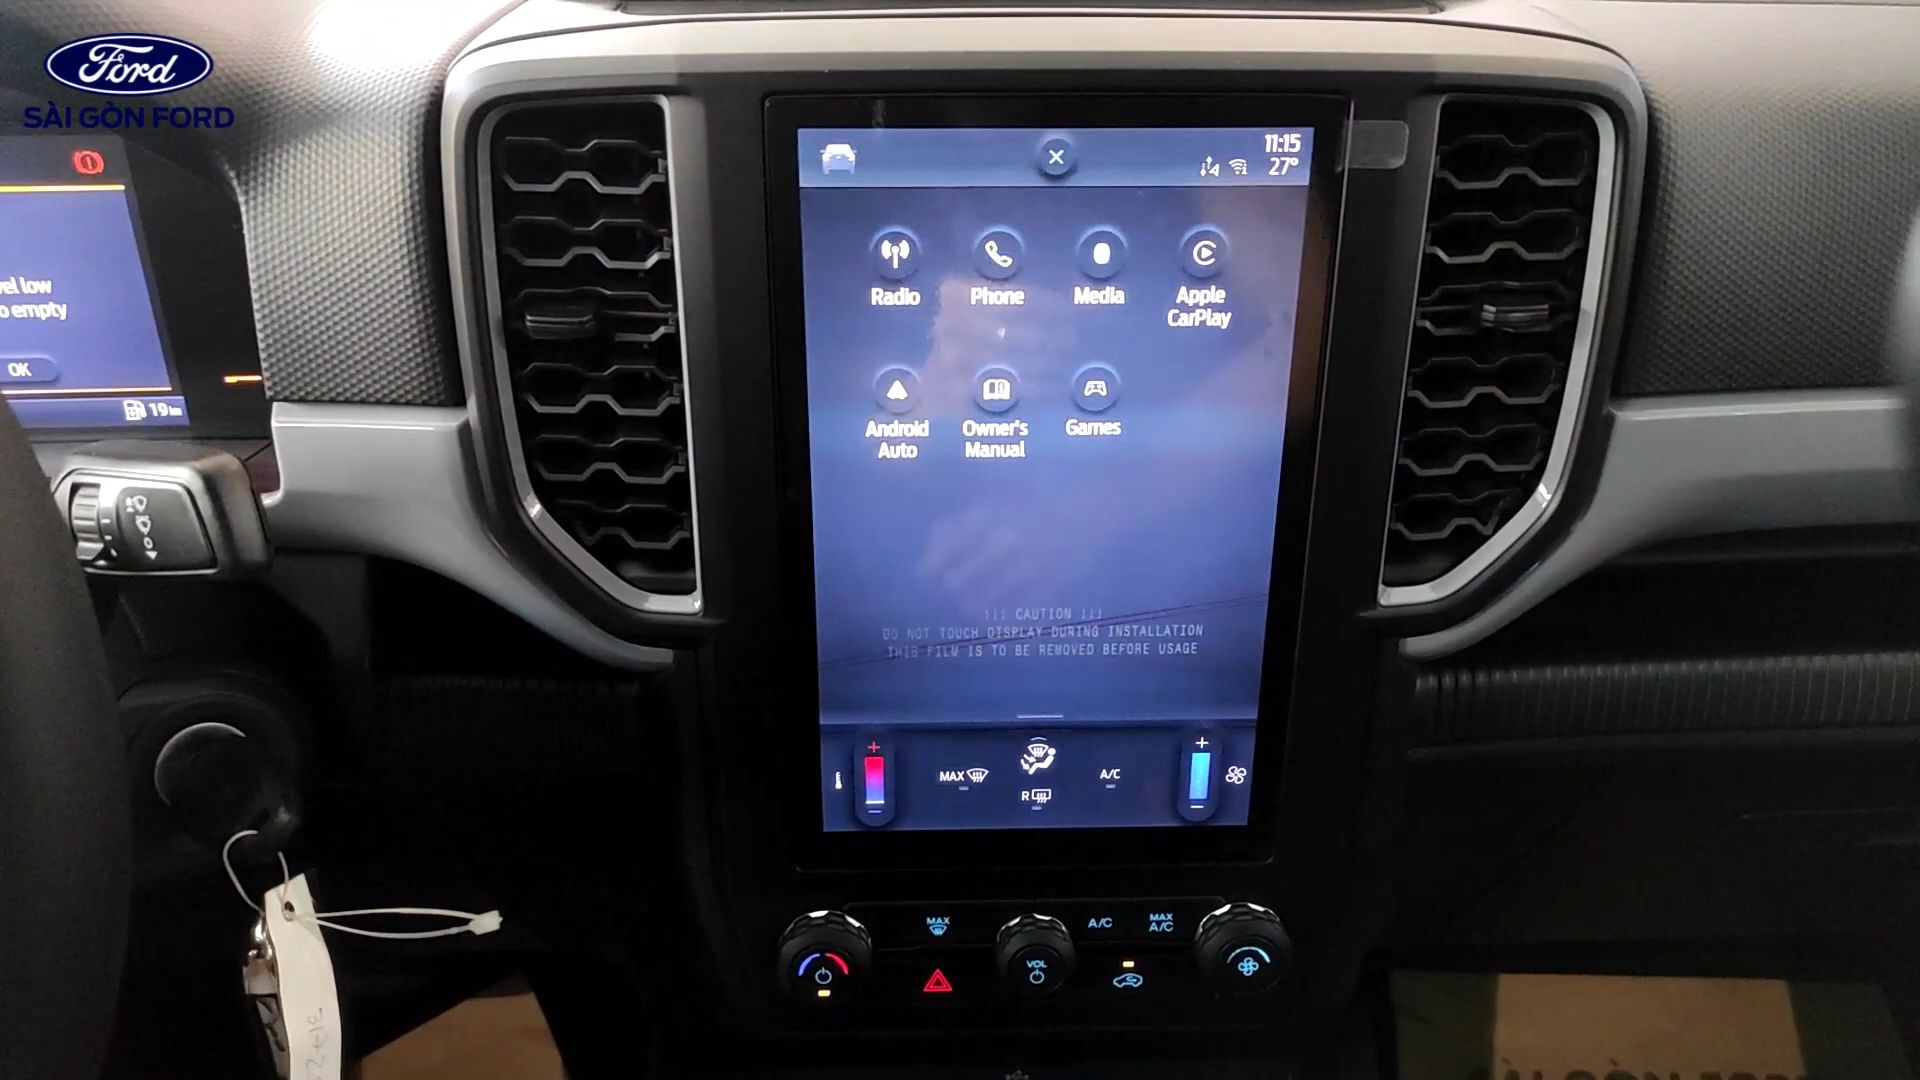 Ford
SÀI GÒN FORD
vel low
o empty
OK
19 km
11:15
27°
Radio
Phone
Media
Apple
CarPlay
Android
Auto
Owner's
Manual
Games
!!! CAUTION !!!
DO NOT TOUCH DISPLAY DURING INSTALLATION
THIS FILM IS TO BE REMOVED BEFORE USAGE
MAX
A/C
R
MAX
A/C
MAX
A/C
VOL